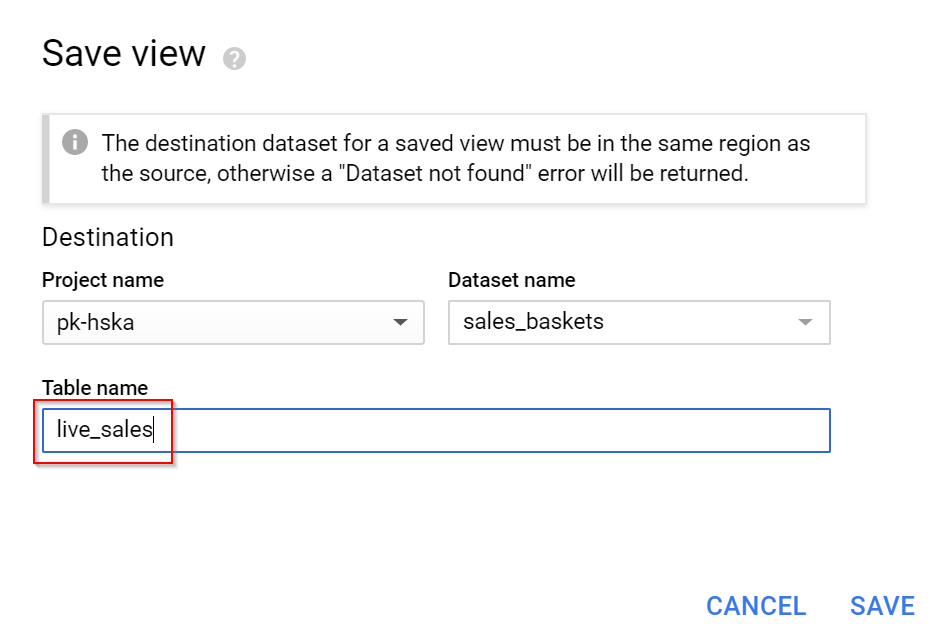 Save view ?
The destination dataset for a saved view must be in the same region as
the source, otherwise a "Dataset not found" error will be returned.
Destination
Project name
Dataset name
pk-hska
sales_baskets
Table name
live_sales
CANCEL
SAVE